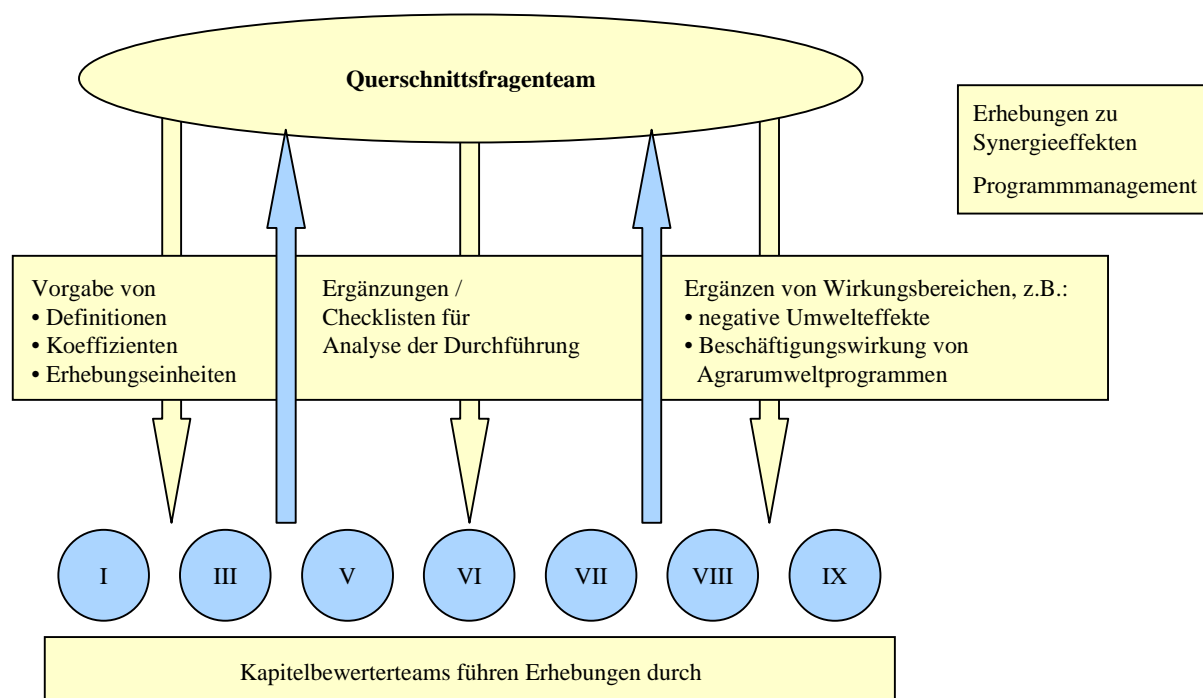 Querschnittsfragenteam
Erhebungen zu
Synergieeffekten
Programmmanagement
Vorgabe von
• Definitionen
• Koeffizienten
• Erhebungseinheiten
Ergänzungen /
Checklisten für
Analyse der Durchführung
Ergänzen von Wirkungsbereichen, z.B.:
• negative Umwelteffekte
• Beschäftigungswirkung von
Agrarumweltprogrammen
I III V VI VII VIII IX
Kapitelbewerterteams führen Erhebungen durch